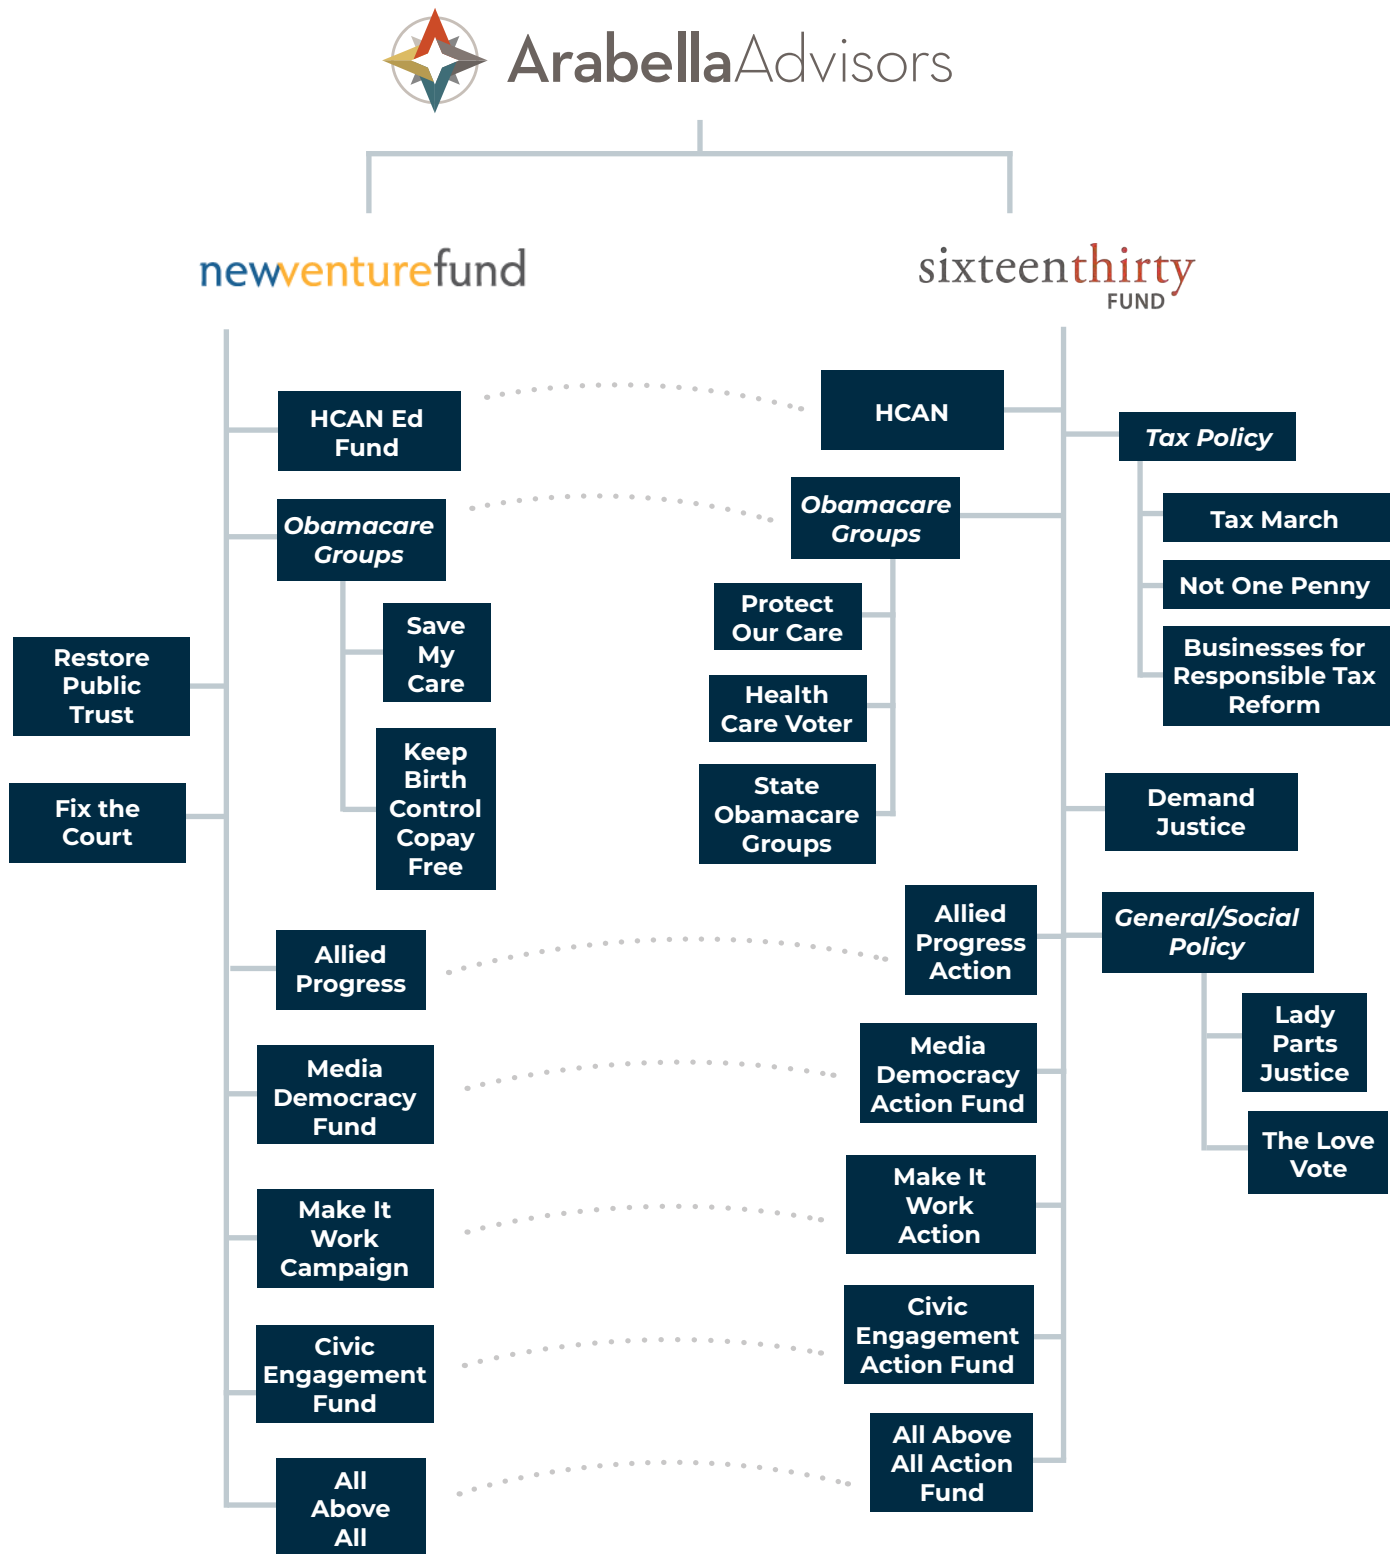 ArabellaAdvisors
newventurefund
sixteenthirty
FUND
HCAN Ed
Fund
Obamacare
Groups
Save
My
Care
Keep
Birth
Control
Copay
Free
Restore
Public
Trust
Fix the
Court
Allied
Progress
Media
Democracy
Fund
Make It
Work
Campaign
Civic
Engagement
Fund
All
Above
All
HCAN
Obamacare
Groups
Protect
Our Care
Health
Care Voter
State
Obamacare
Groups
Allied
Progress
Action
Media
Democracy
Action Fund
Make It
Work
Action
Civic
Engagement
Action Fund
All Above
All Action
Fund
Tax Policy
Tax March
Not One Penny
Businesses for
Responsible Tax
Reform
Demand
Justice
General/Social
Policy
Lady
Parts
Justice
The Love
Vote